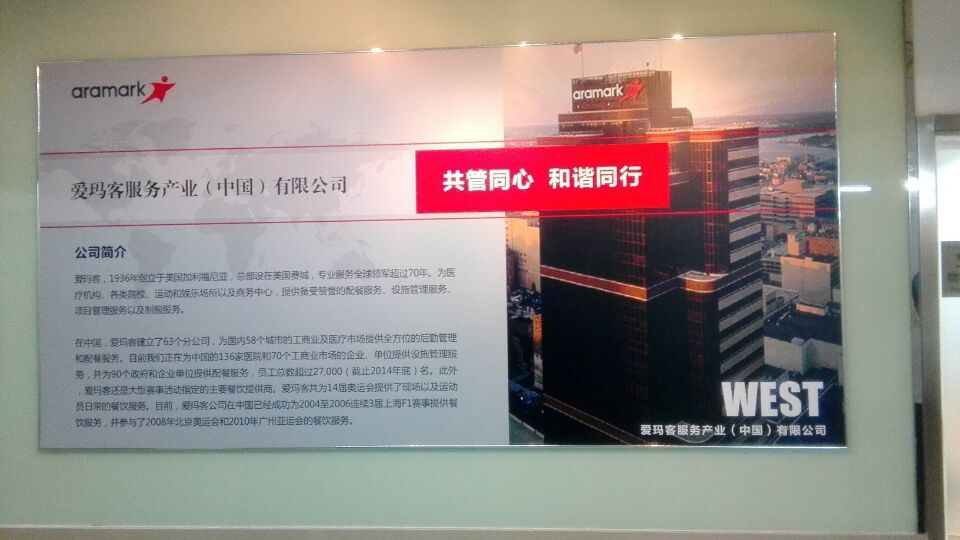 aramark
aramark
爱玛客服务产业（中国）有限公司
共管同心 和谐同行
公司简介
爱玛客，1936年创立于美国加利福尼亚，总部设在美国费城，专业服务全球领军超过70年。为医
疗机构、各类院校、运动和娱乐场所以及商务中心，提供备受赞誉的配餐服务、设施管理服务、
项目管理服务以及制服服务。
在中国，爱玛客建立了63个分公司，为国内58个城市的工商业及医疗市场提供全方位的后勤管理
和配餐服务。目前我们正在为中国的136家医院和70个工商业市场的企业、单位提供设施管理服
务，并为90个政府和企业单位提供配餐服务，员工总数超过27,000（截止2014年底）名。此外
，爱玛客还是大型赛事活动指定的主要餐饮提供商。爱玛客共为14届奥运会提供了现场以及运动
员日常的餐饮服务。目前，爱玛客公司在中国已经成功为2004至2006连续3届上海F1赛事提供餐
饮服务，并参与了2008年北京奥运会和2010年广州亚运会的餐饮服务。
WEST
爱玛客服务产业（中国）有限公司